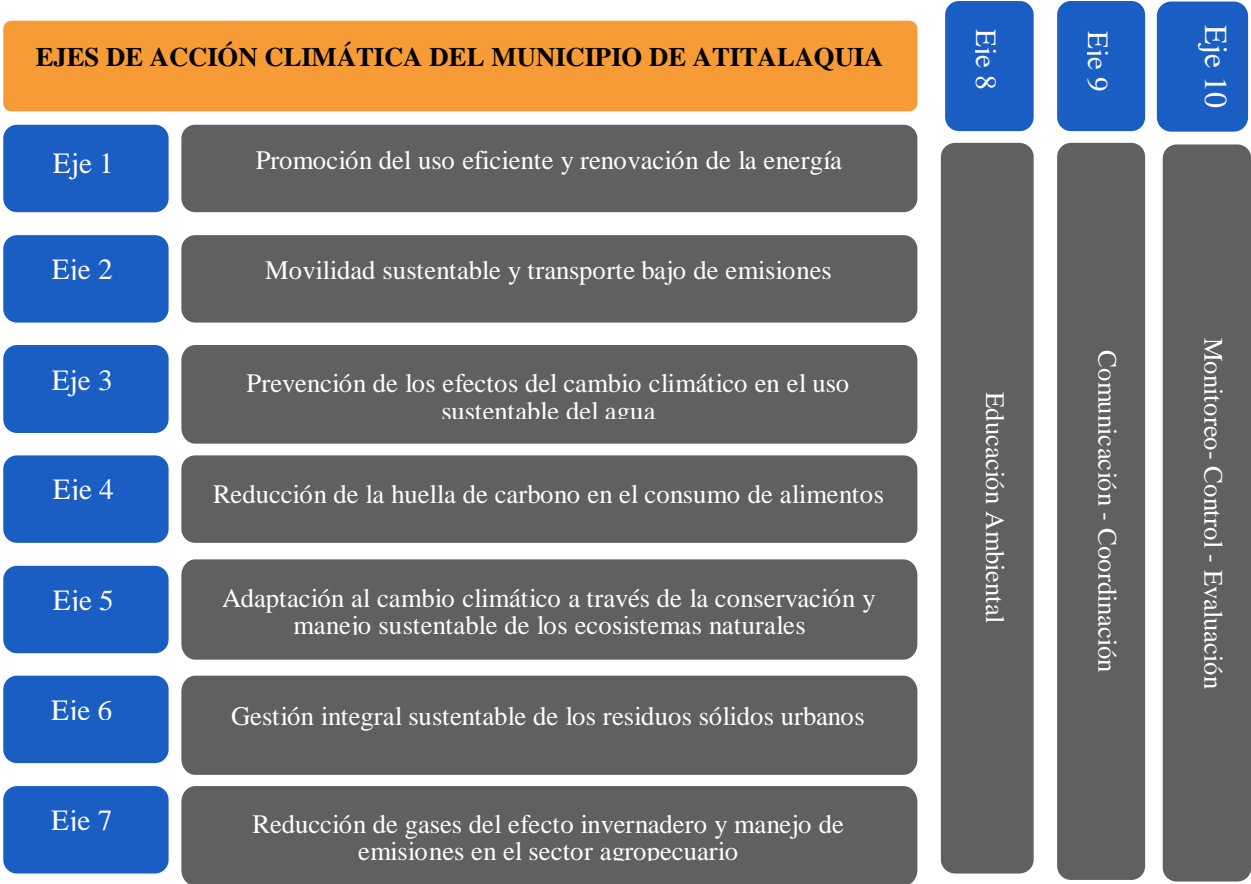 EJES DE ACCIÓN CLIMÁTICA DEL MUNICIPIO DE ATITALAQUIA
Eje 1
Promoción del uso eficiente y renovación de la energía
Eje 2
Movilidad sustentable y transporte bajo de emisiones
Eje 3
Prevención de los efectos del cambio climático en el uso
sustentable del agua
Eje 4
Reducción de la huella de carbono en el consumo de alimentos
Eje 5
Adaptación al cambio climático a través de la conservación y
manejo sustentable de los ecosistemas naturales
Eje 6
Gestión integral sustentable de los residuos sólidos urbanos
Eje 7
Reducción de gases del efecto invernadero y manejo de
emisiones en el sector agropecuario
Eje 8
Educación Ambiental
Eje 9
Comunicación - Coordinación
Eje 10
Monitoreo- Control - Evaluación